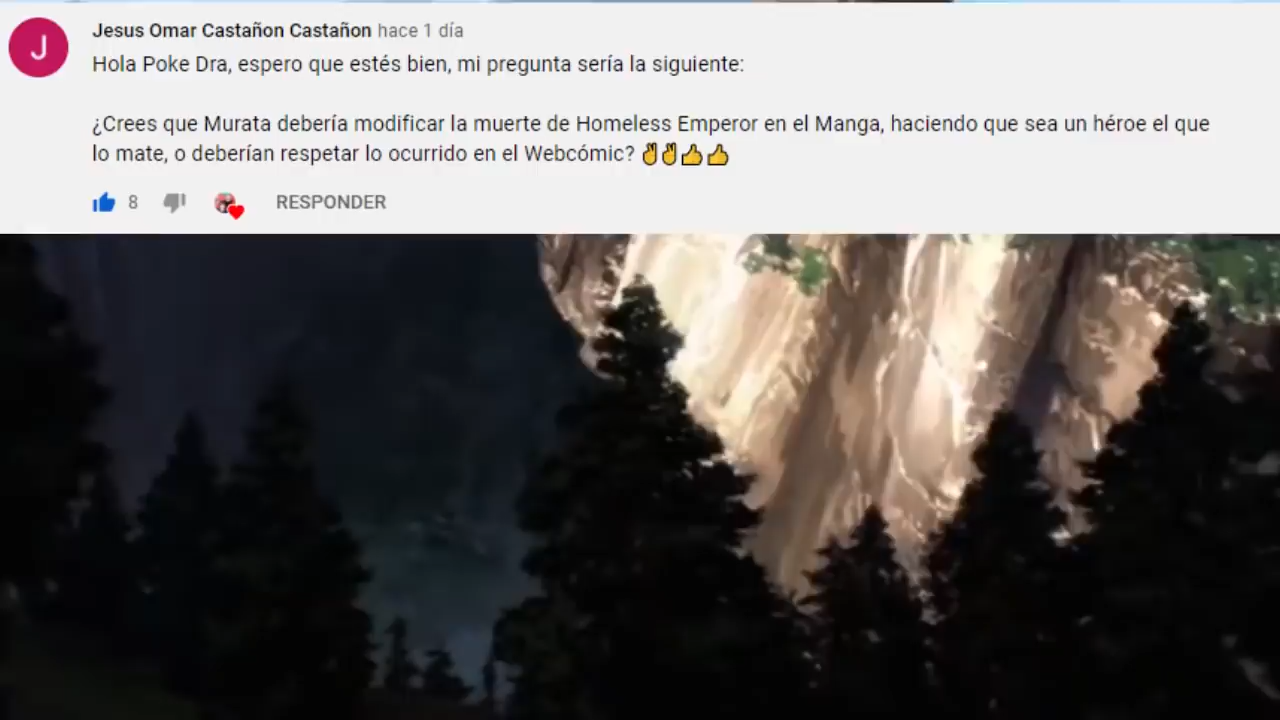 Jesus Omar Castañon Castañon hace 1 día
Hola Poke Dra, espero que estés bien, mi pregunta sería la siguiente:
¿Crees que Murata debería modificar la muerte de Homeless Emperor en el Manga, haciendo que sea un héroe el que
lo mate, o deberían respetar lo ocurrido en el Webcómic? ✌✌👍👍
8 RESPONDER
J